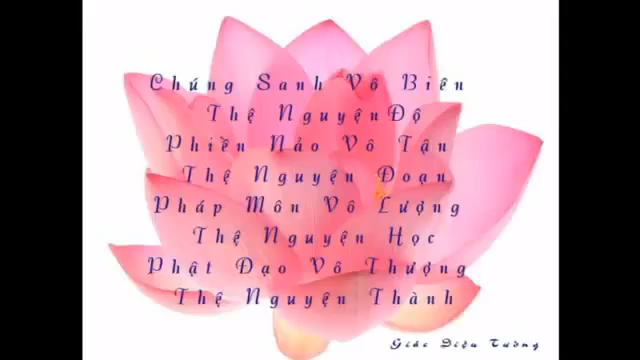 Chúng Sanh Vô Biên
Thệ Nguyện Độ
Phiền Nảo Vô Tận
Thệ Nguyện Đoạn
Pháp Môn Vô Lượng
Thệ Nguyện Học
Phật Đạo Vô Thượng
Thệ Nguyện Thành
Giác Diệu Tường